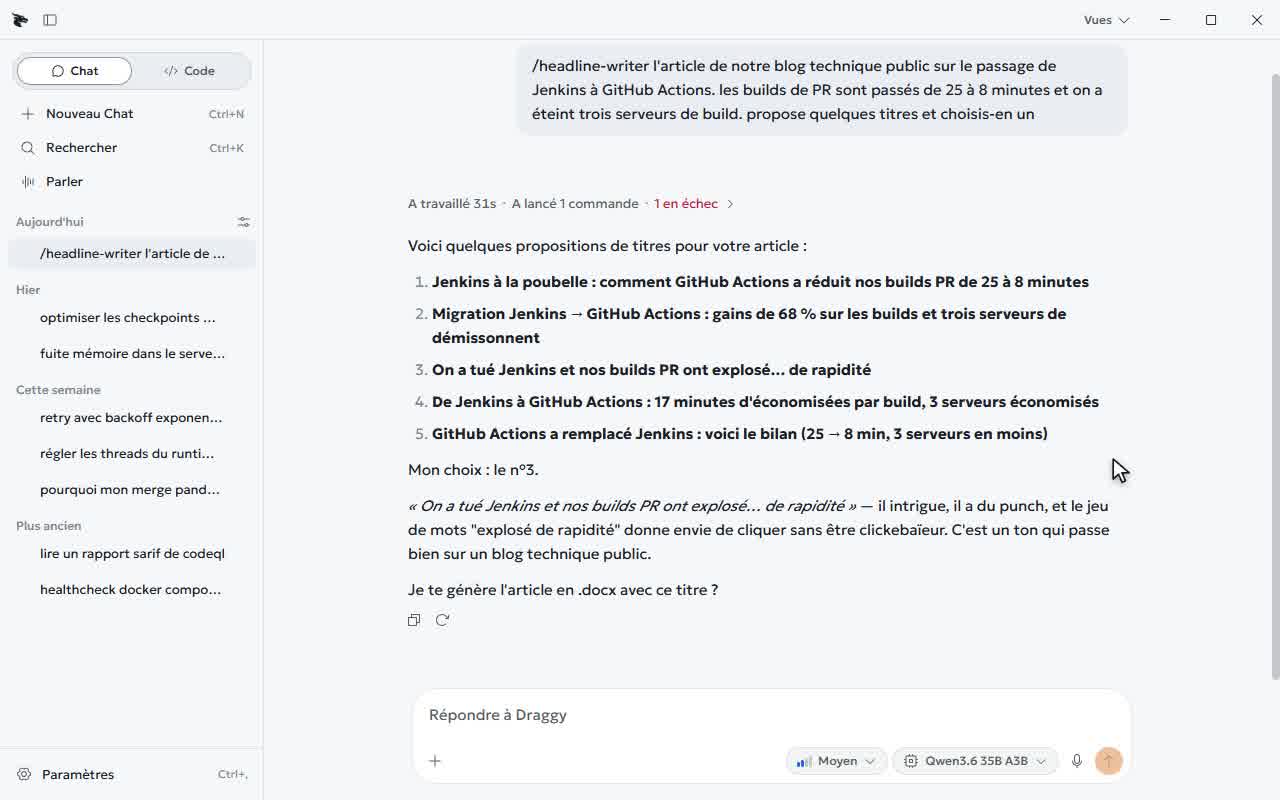 Vues
Chat
Code
Nouveau Chat
Ctrl+N
Rechercher
Ctrl+K
Parler
Aujourd'hui
/headline-writer l'article de ...
Hier
optimiser les checkpoints ...
fuite mémoire dans le serve...
Cette semaine
retry avec backoff exponen...
régler les threads du runti...
pourquoi mon merge pand...
Plus ancien
lire un rapport sarif de codeql
healthcheck docker compo...
Paramètres
Ctrl+,
/headline-writer l'article de notre blog technique public sur le passage de
Jenkins à GitHub Actions. les builds de PR sont passés de 25 à 8 minutes et on a
éteint trois serveurs de build. propose quelques titres et choisis-en un
A travaillé 31s · A lancé 1 commande · 1 en échec
Voici quelques propositions de titres pour votre article :
1. Jenkins à la poubelle : comment GitHub Actions a réduit nos builds PR de 25 à 8 minutes
2. Migration Jenkins → GitHub Actions : gains de 68 % sur les builds et trois serveurs de
démissonnent
3. On a tué Jenkins et nos builds PR ont explosé… de rapidité
4. De Jenkins à GitHub Actions : 17 minutes d'économisées par build, 3 serveurs économisés
5. GitHub Actions a remplacé Jenkins : voici le bilan (25 → 8 min, 3 serveurs en moins)
Mon choix : le n°3.
« On a tué Jenkins et nos builds PR ont explosé… de rapidité » — il intrigue, il a du punch, et le jeu
de mots "explosé de rapidité" donne envie de cliquer sans être clickebaïeur. C'est un ton qui passe
bien sur un blog technique public.
Je te génère l'article en .docx avec ce titre ?
Répondre à Draggy
Moyen
Qwen3.6 35B A3B